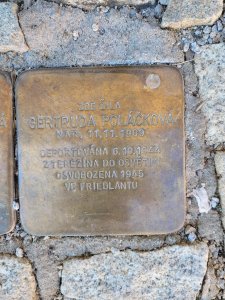 ZDE ŽILA
GERTRUDA POLÁČKOVÁ
NAR. 11.11.1909
DEPORTOVÁNA 6.10.1944
Z TEREZÍNA DO OSVĚTIMI
OSVOBOZENA 1945
VE FRIEDLANTU